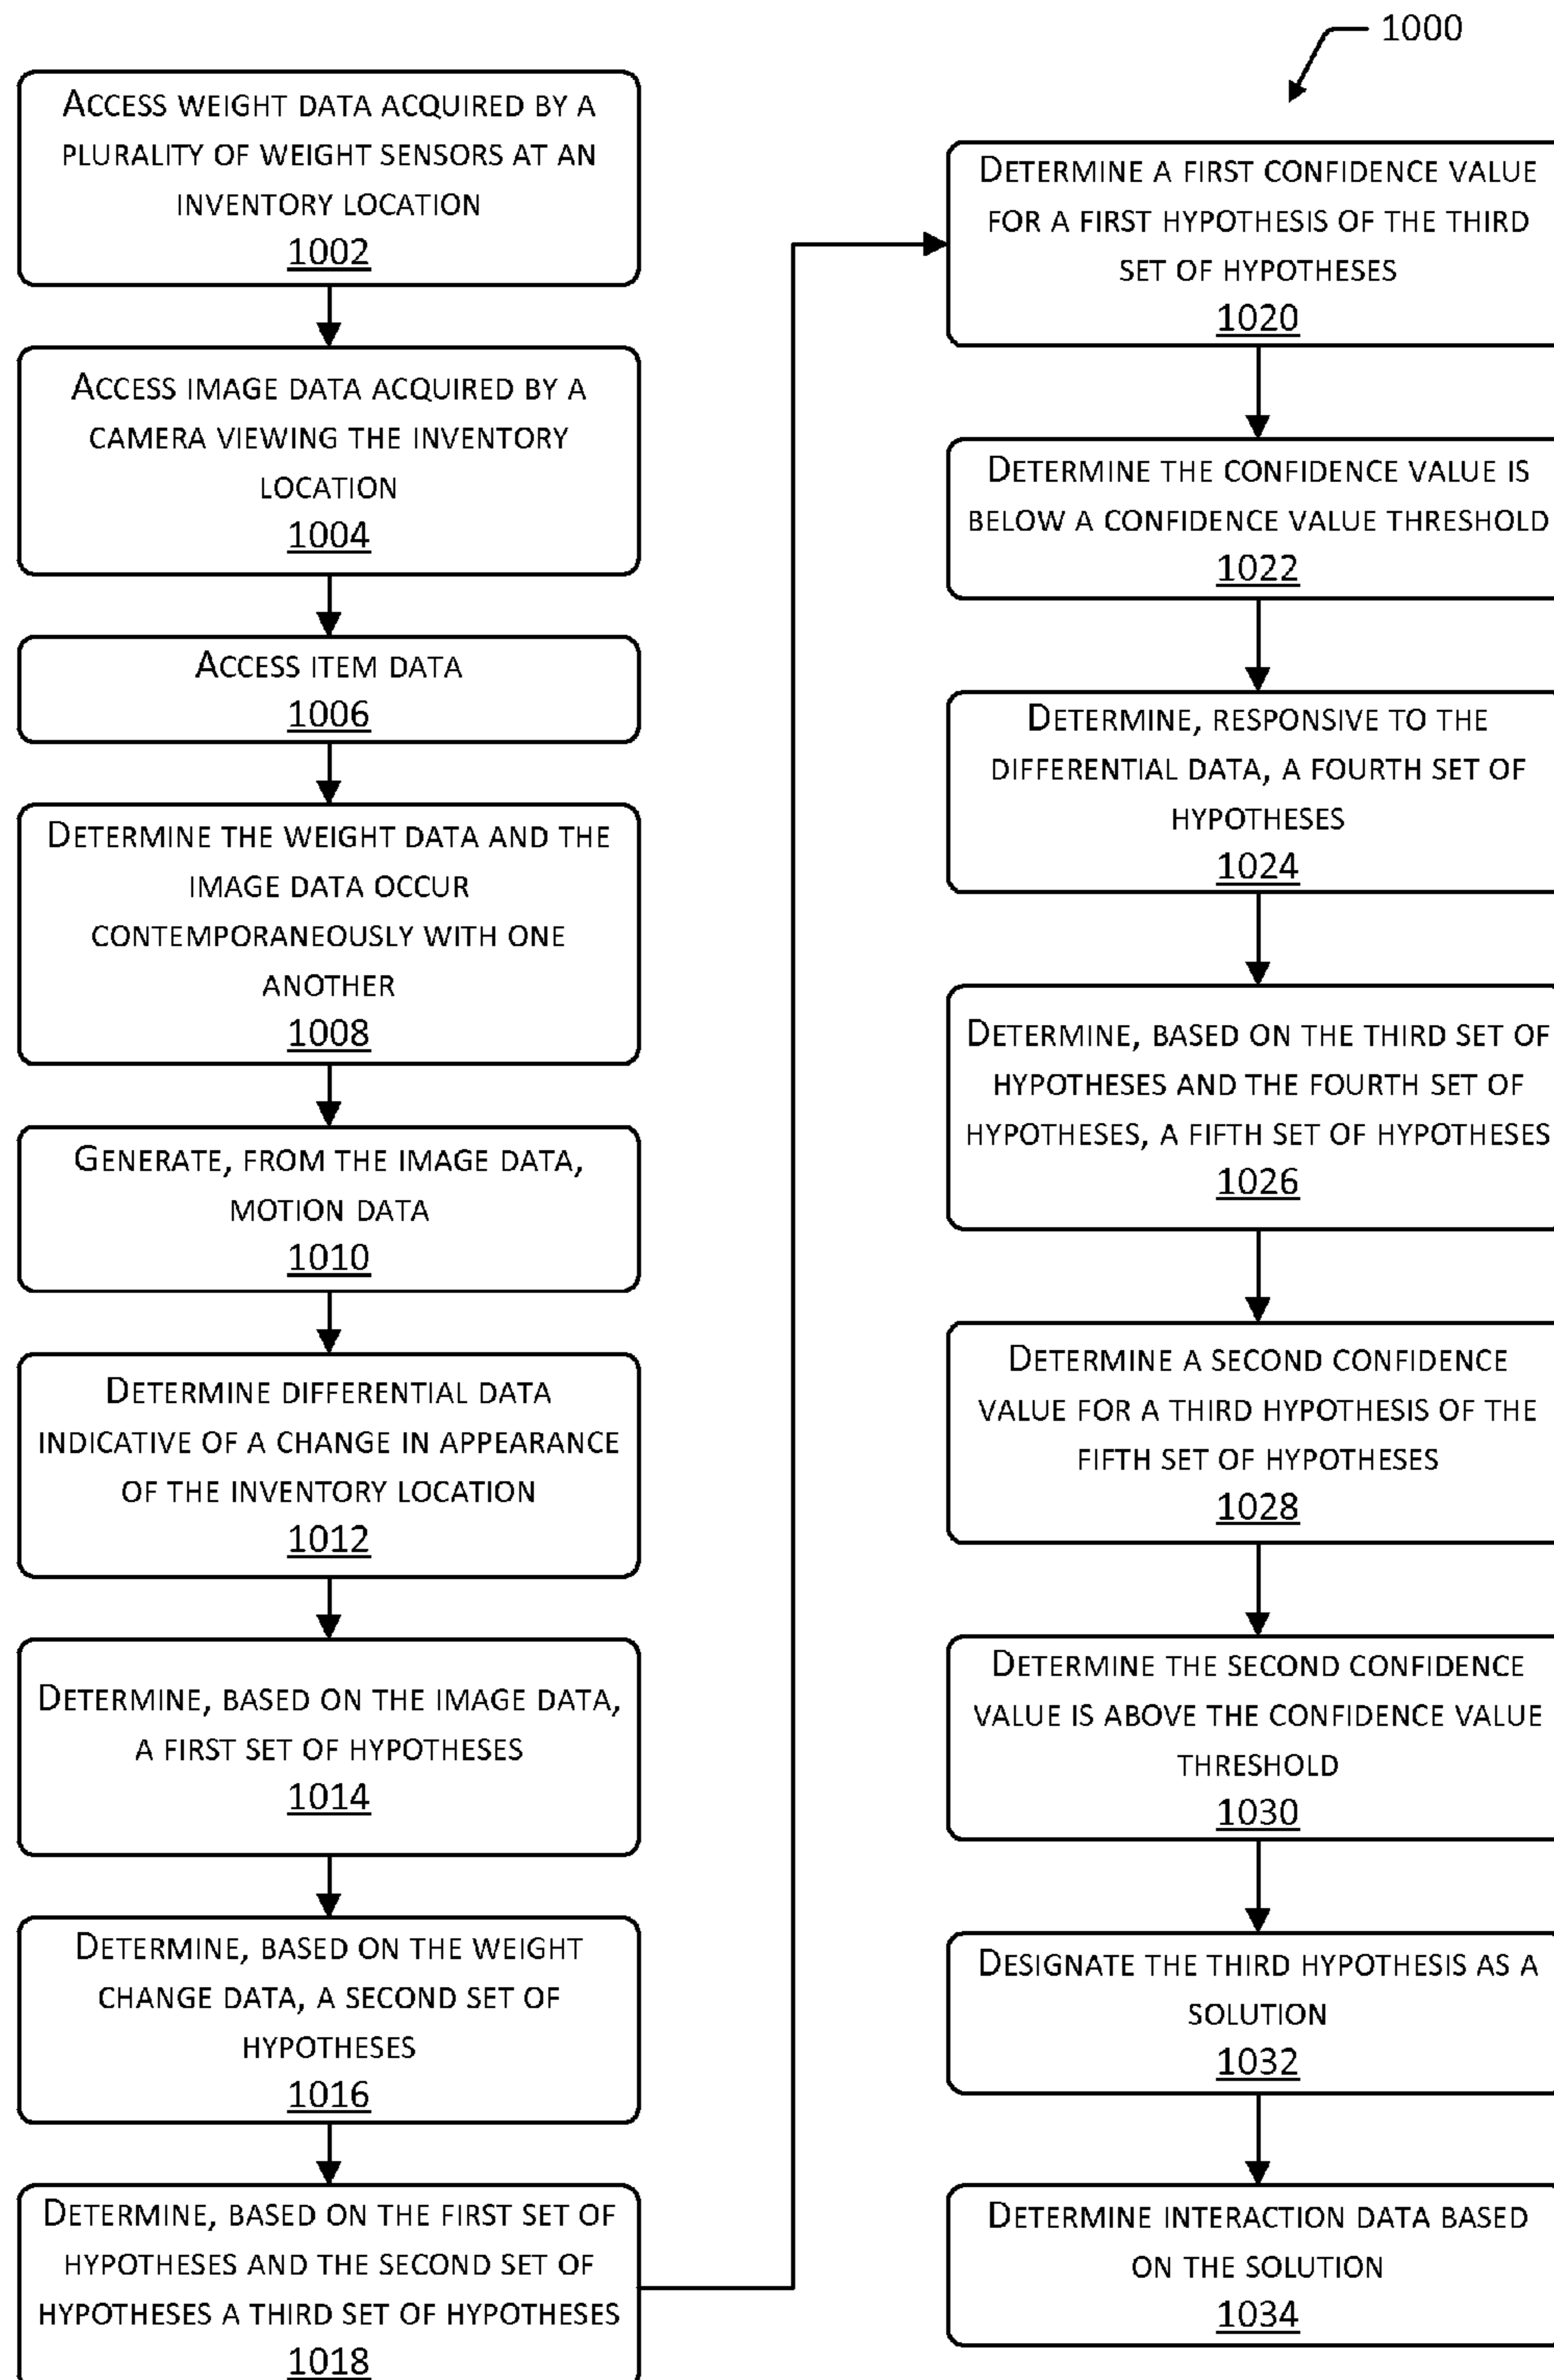 1000
ACCESS WEIGHT DATA ACQUIRED BY A
PLURALITY OF WEIGHT SENSORS AT AN
INVENTORY LOCATION
1002
ACCESS IMAGE DATA ACQUIRED BY A
CAMERA VIEWING THE INVENTORY
LOCATION
1004
ACCESS ITEM DATA
1006
DETERMINE THE WEIGHT DATA AND THE
IMAGE DATA OCCUR
CONTEMPORANEOUSLY WITH ONE
ANOTHER
1008
GENERATE, FROM THE IMAGE DATA,
MOTION DATA
1010
DETERMINE DIFFERENTIAL DATA
INDICATIVE OF A CHANGE IN APPEARANCE
OF THE INVENTORY LOCATION
1012
DETERMINE, BASED ON THE IMAGE DATA,
A FIRST SET OF HYPOTHESES
1014
DETERMINE, BASED ON THE WEIGHT
CHANGE DATA, A SECOND SET OF
HYPOTHESES
1016
DETERMINE, BASED ON THE FIRST SET OF
HYPOTHESES AND THE SECOND SET OF
HYPOTHESES A THIRD SET OF HYPOTHESES
1018
DETERMINE A FIRST CONFIDENCE VALUE
FOR A FIRST HYPOTHESIS OF THE THIRD
SET OF HYPOTHESES
1020
DETERMINE THE CONFIDENCE VALUE IS
BELOW A CONFIDENCE VALUE THRESHOLD
1022
DETERMINE, RESPONSIVE TO THE
DIFFERENTIAL DATA, A FOURTH SET OF
HYPOTHESES
1024
DETERMINE, BASED ON THE THIRD SET OF
HYPOTHESES AND THE FOURTH SET OF
HYPOTHESES, A FIFTH SET OF HYPOTHESES
1026
DETERMINE A SECOND CONFIDENCE
VALUE FOR A THIRD HYPOTHESIS OF THE
FIFTH SET OF HYPOTHESES
1028
DETERMINE THE SECOND CONFIDENCE
VALUE IS ABOVE THE CONFIDENCE VALUE
THRESHOLD
1030
DESIGNATE THE THIRD HYPOTHESIS AS A
SOLUTION
1032
DETERMINE INTERACTION DATA BASED
ON THE SOLUTION
1034